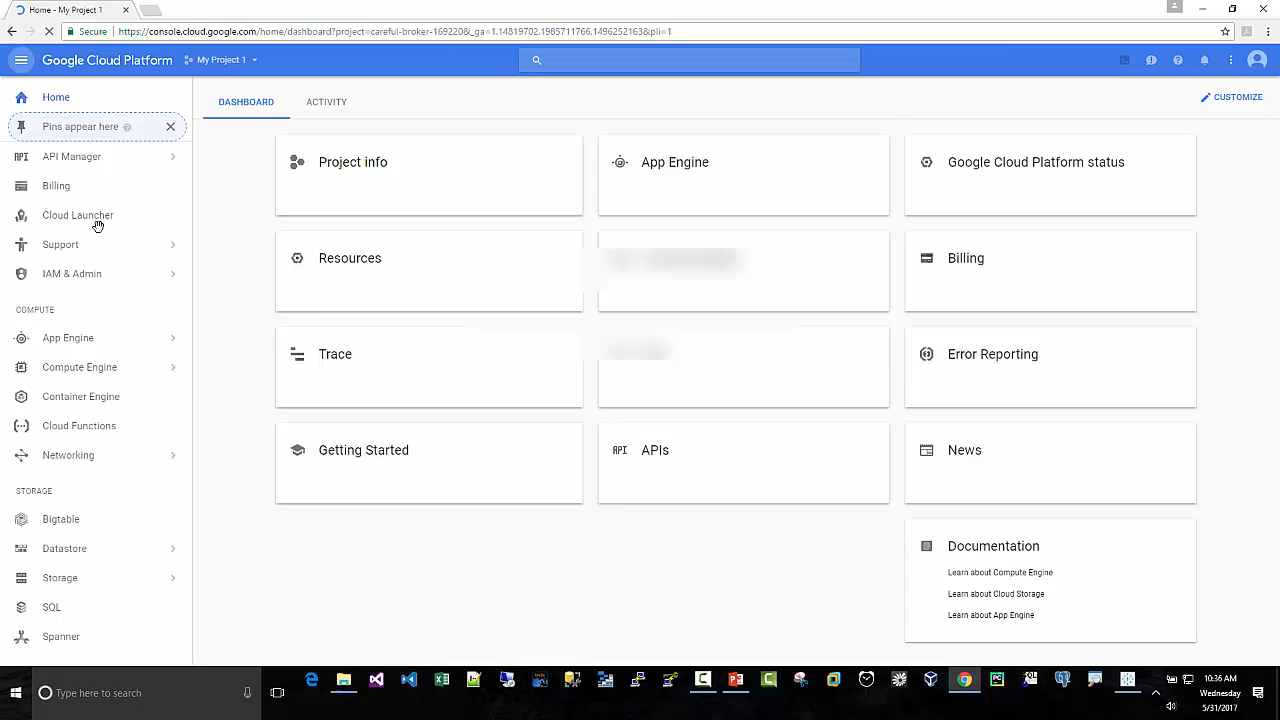 Home - My Project 1
Secure
https://console.cloud.google.com/home/dashboard?project=careful-broker-169220&_ga=1.14819702.1985711766.1496252163&pli=1
Google Cloud Platform
My Project 1
Home
Pins appear here
API Manager
Billing
Cloud Launcher
Support
IAM & Admin
COMPUTE
App Engine
Compute Engine
Container Engine
Cloud Functions
Networking
STORAGE
Bigtable
Datastore
Storage
SQL
Spanner
DASHBOARD
ACTIVITY
CUSTOMIZE
Project info
App Engine
Google Cloud Platform status
Resources
Billing
Trace
Error Reporting
Getting Started
API APIs
News
Documentation
Learn about Compute Engine
Learn about Cloud Storage
Learn about App Engine
Type here to search
10:36 AM
Wednesday
5/31/2017